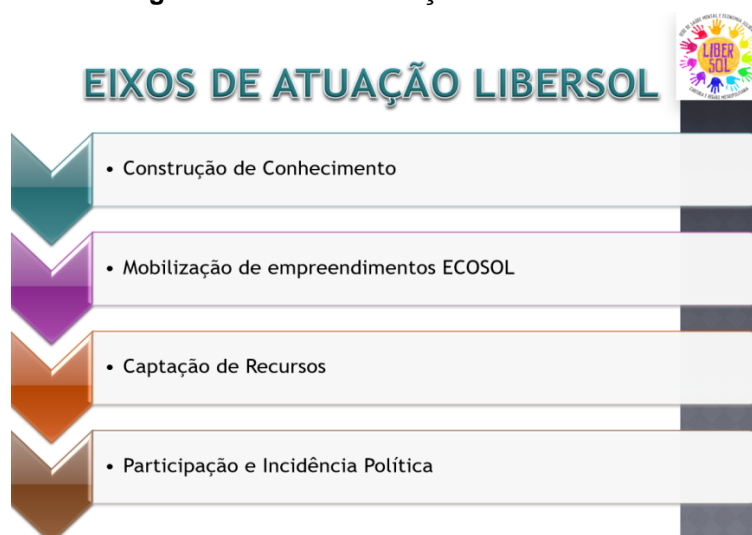 EIXOS DE ATUAÇÃO LIBERSOL
LIBER
SOL
• Construção de Conhecimento
• Mobilização de empreendimentos ECOSOL
• Captação de Recursos
• Participação e Incidência Política